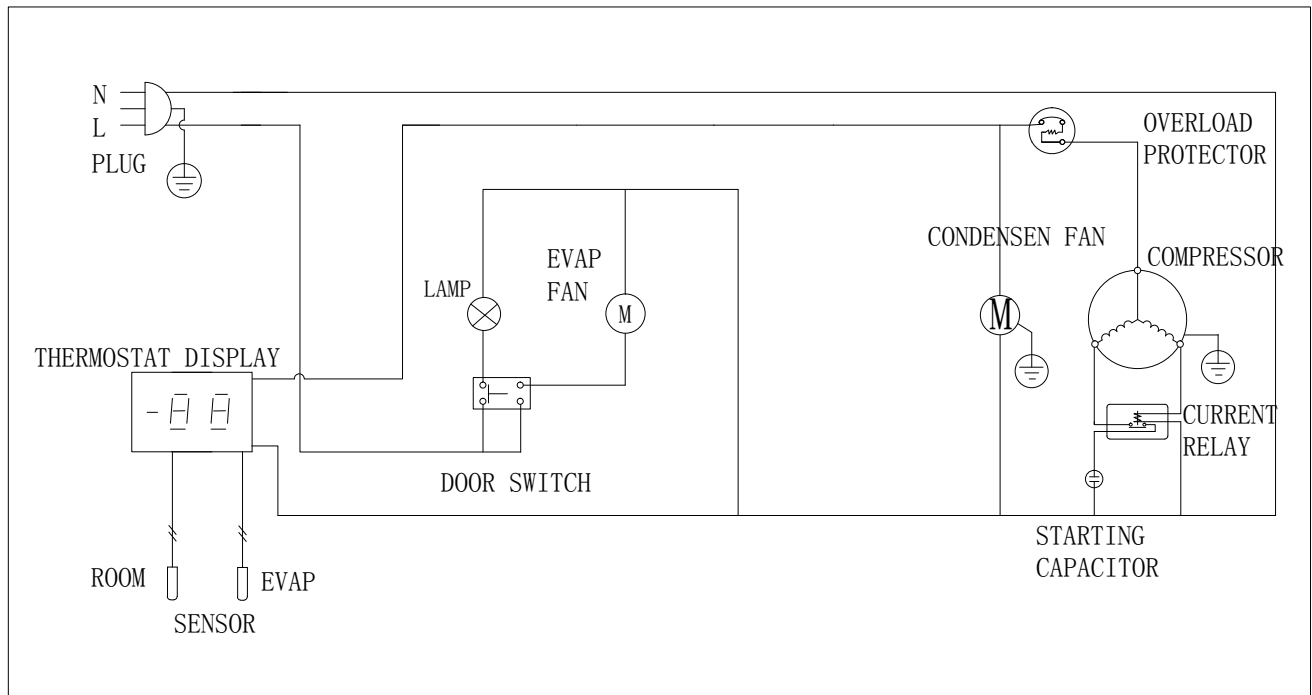 N
L
PLUG
OVERLOAD
PROTECTOR
CONDENSEN FAN
COMPRESSOR
EVAP
FAN
LAMP
M
M
THERMOSTAT DISPLAY
-88
CURRENT
RELAY
DOOR SWITCH
STARTING
CAPACITOR
ROOM
EVAP
SENSOR